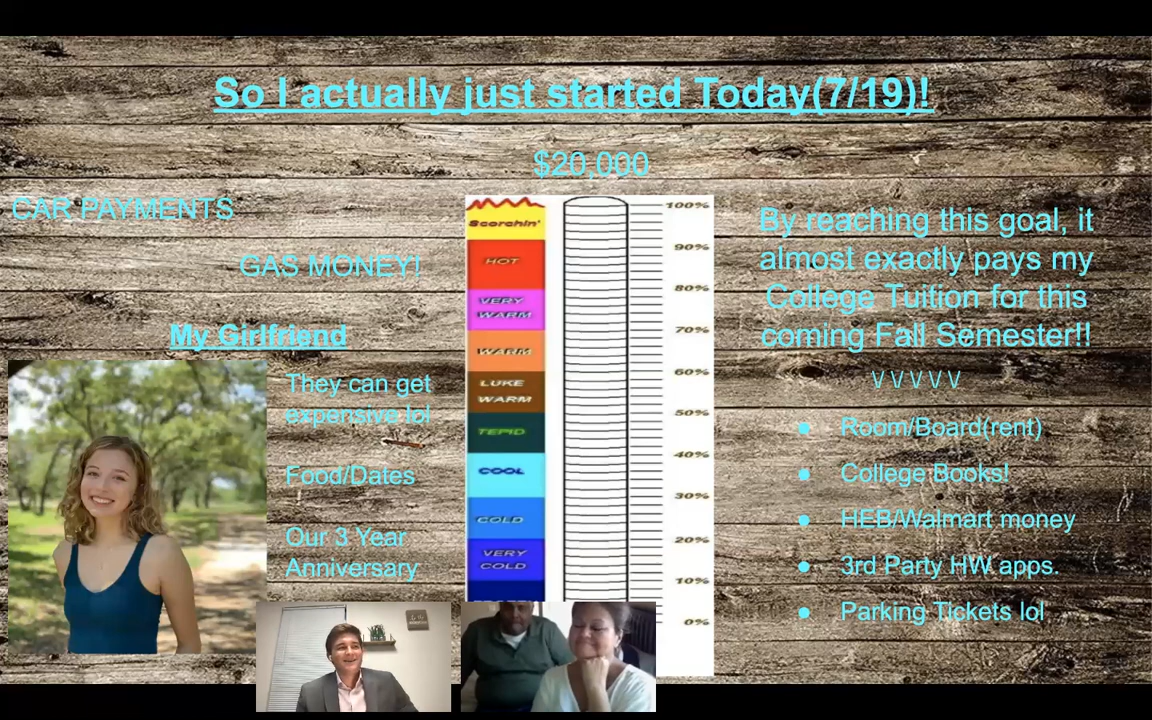 So I actually just started Today(7/19)!
$20,000
CAR PAYMENTS
GAS MONEY!
My Girlfriend
They can get
expensive lol
Food/Dates
Our 3 Year
Anniversary
Scorchin'
HOT
VERY
WARM
WARM
LUKE
WARM
TEPID
COOL
COLD
VERY
COLD
100%
90%
80%
70%
60%
50%
40%
30%
20%
10%
0%
By reaching this goal, it
almost exactly pays my
College Tuition for this
coming Fall Semester!!
\/ \/ \/ \/ \/
● Room/Board(rent)
● College Books!
● HEB/Walmart money
● 3rd Party HW apps.
● Parking Tickets lol